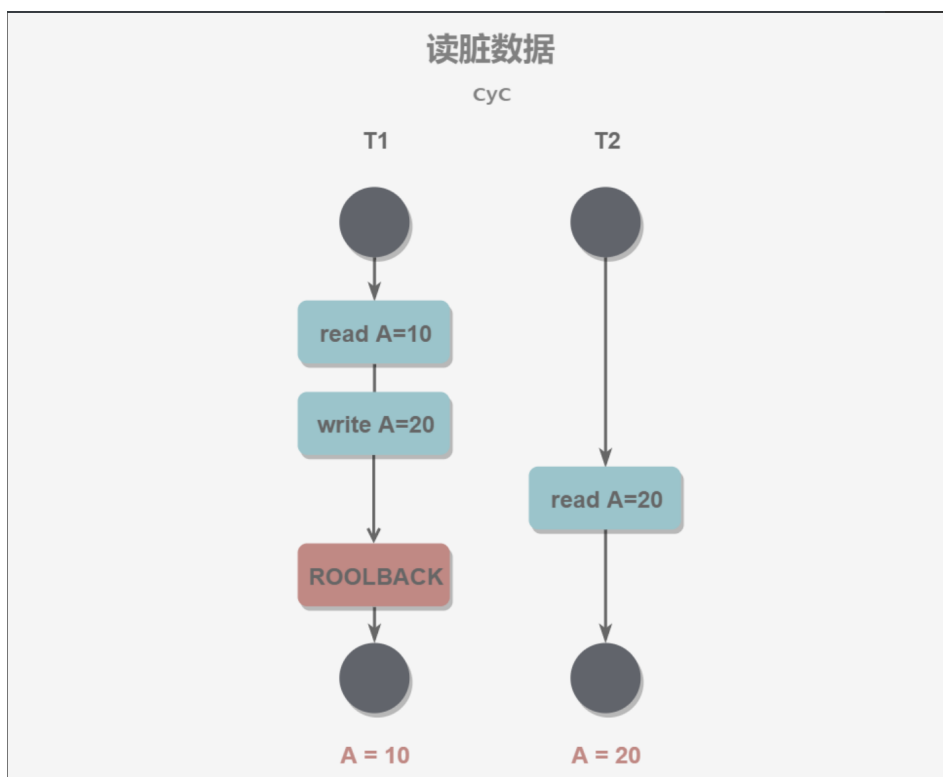 读脏数据
CyC
T1 T2
read A=10
write A=20
read A=20
ROOLBACK
A = 10 A = 20